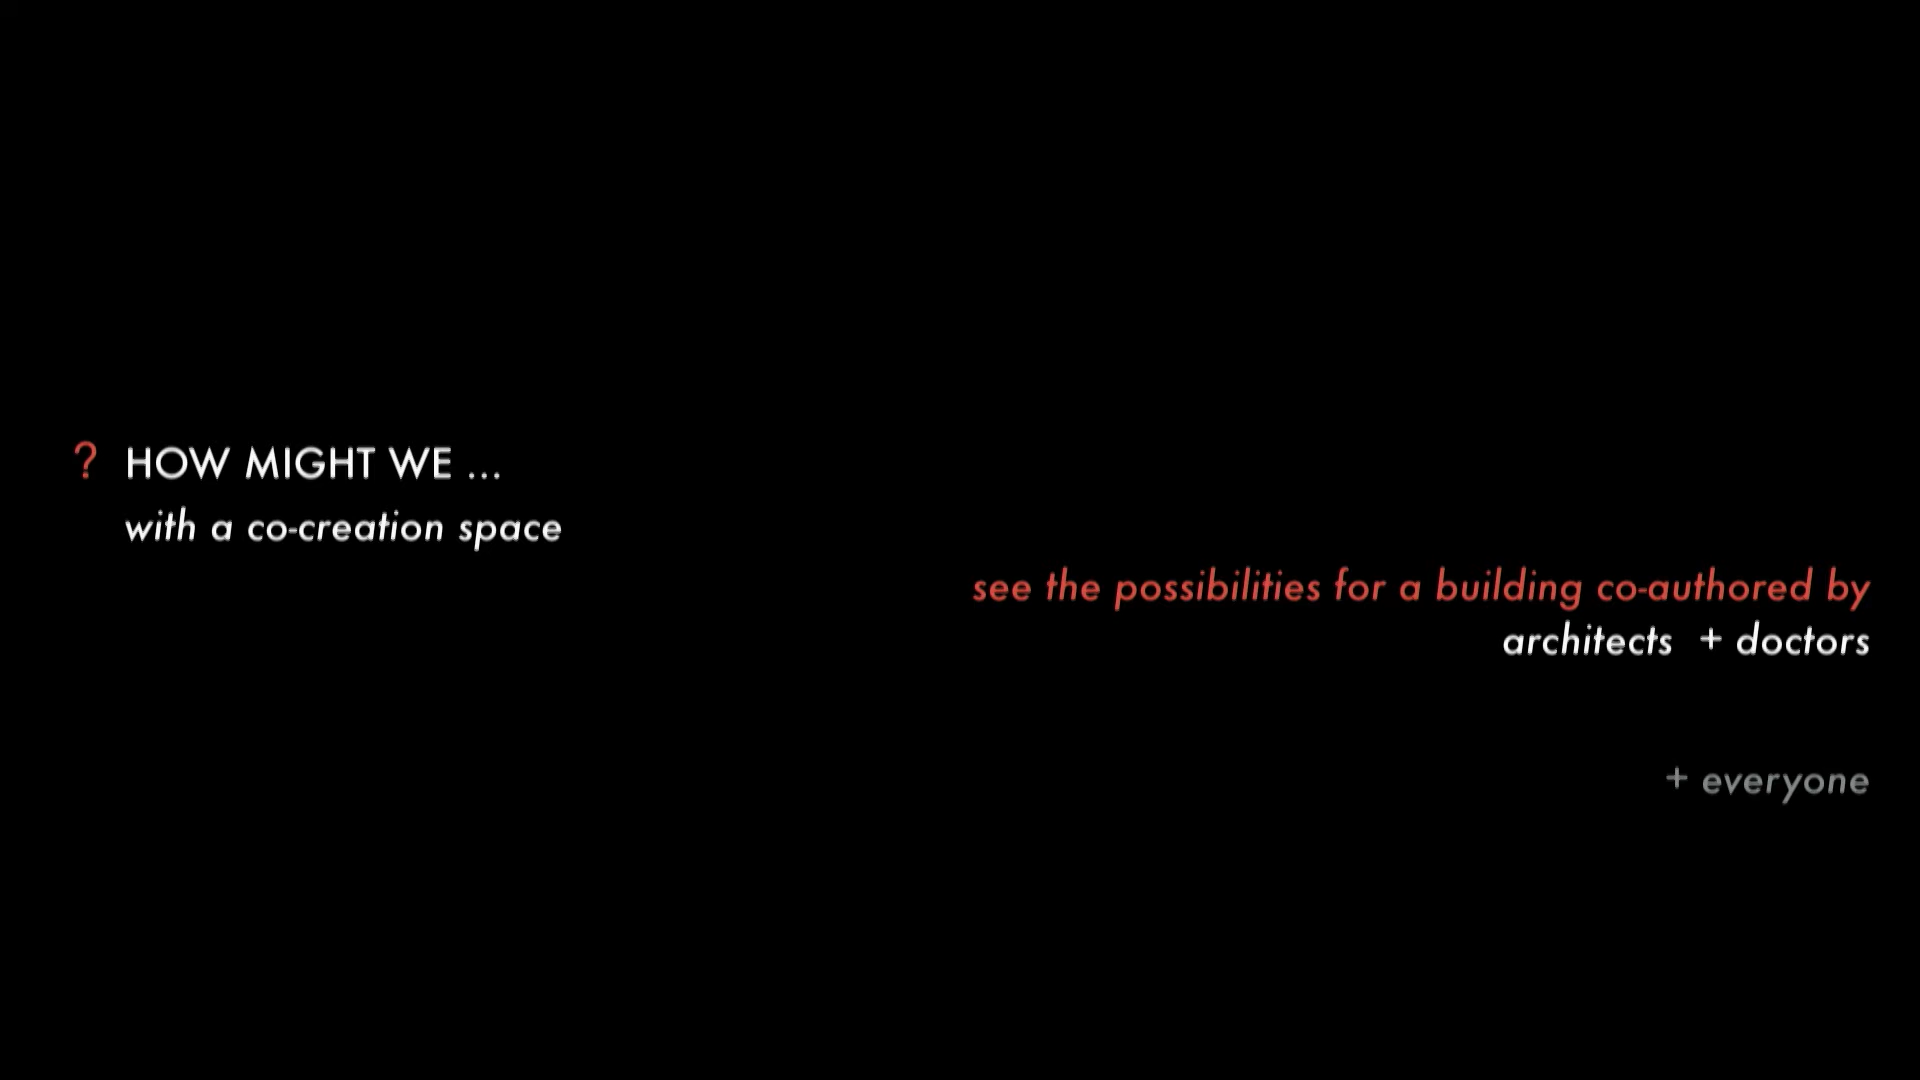 ? HOW MIGHT WE ...
with a co-creation space
see the possibilities for a building co-authored by
architects + doctors
+ everyone